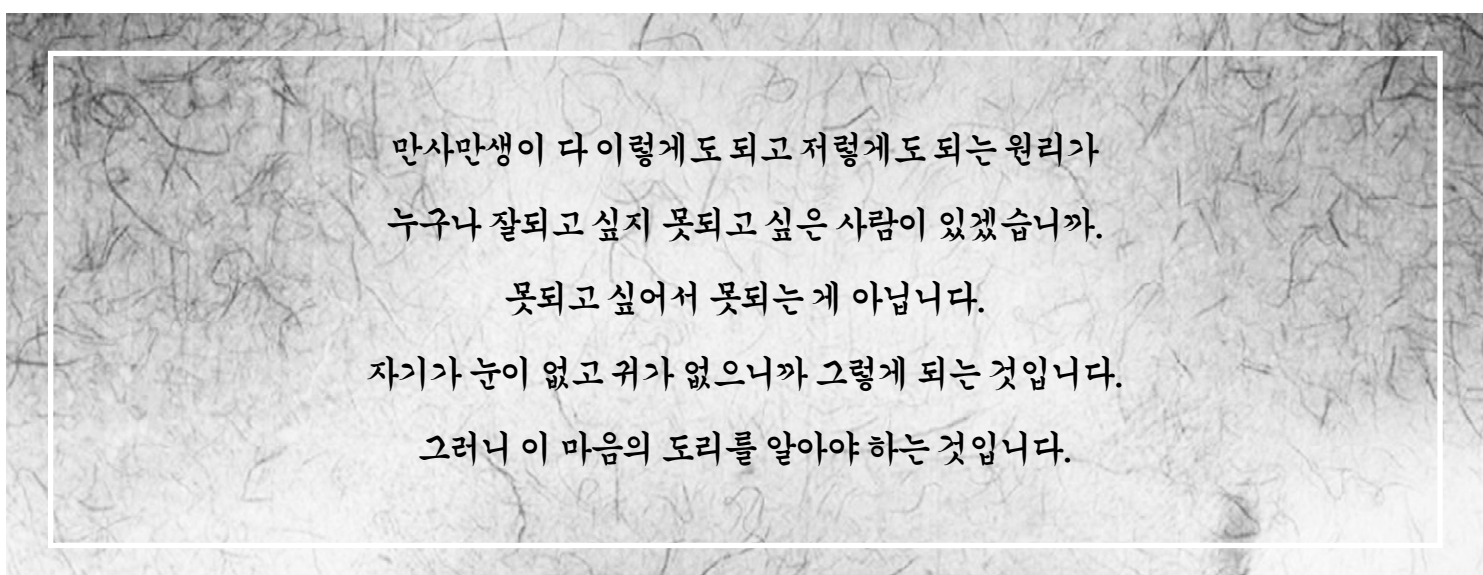 만사만생이 다 이렇게도 되고 저렇게도 되는 원리가
누구나 잘되고 싶지 못되고 싶은 사람이 있겠습니까.
못되고 싶어서 못되는 게 아닙니다.
자기가 눈이 없고 귀가 없으니까 그렇게 되는 것입니다.
그러니 이 마음의 도리를 알아야 하는 것입니다.